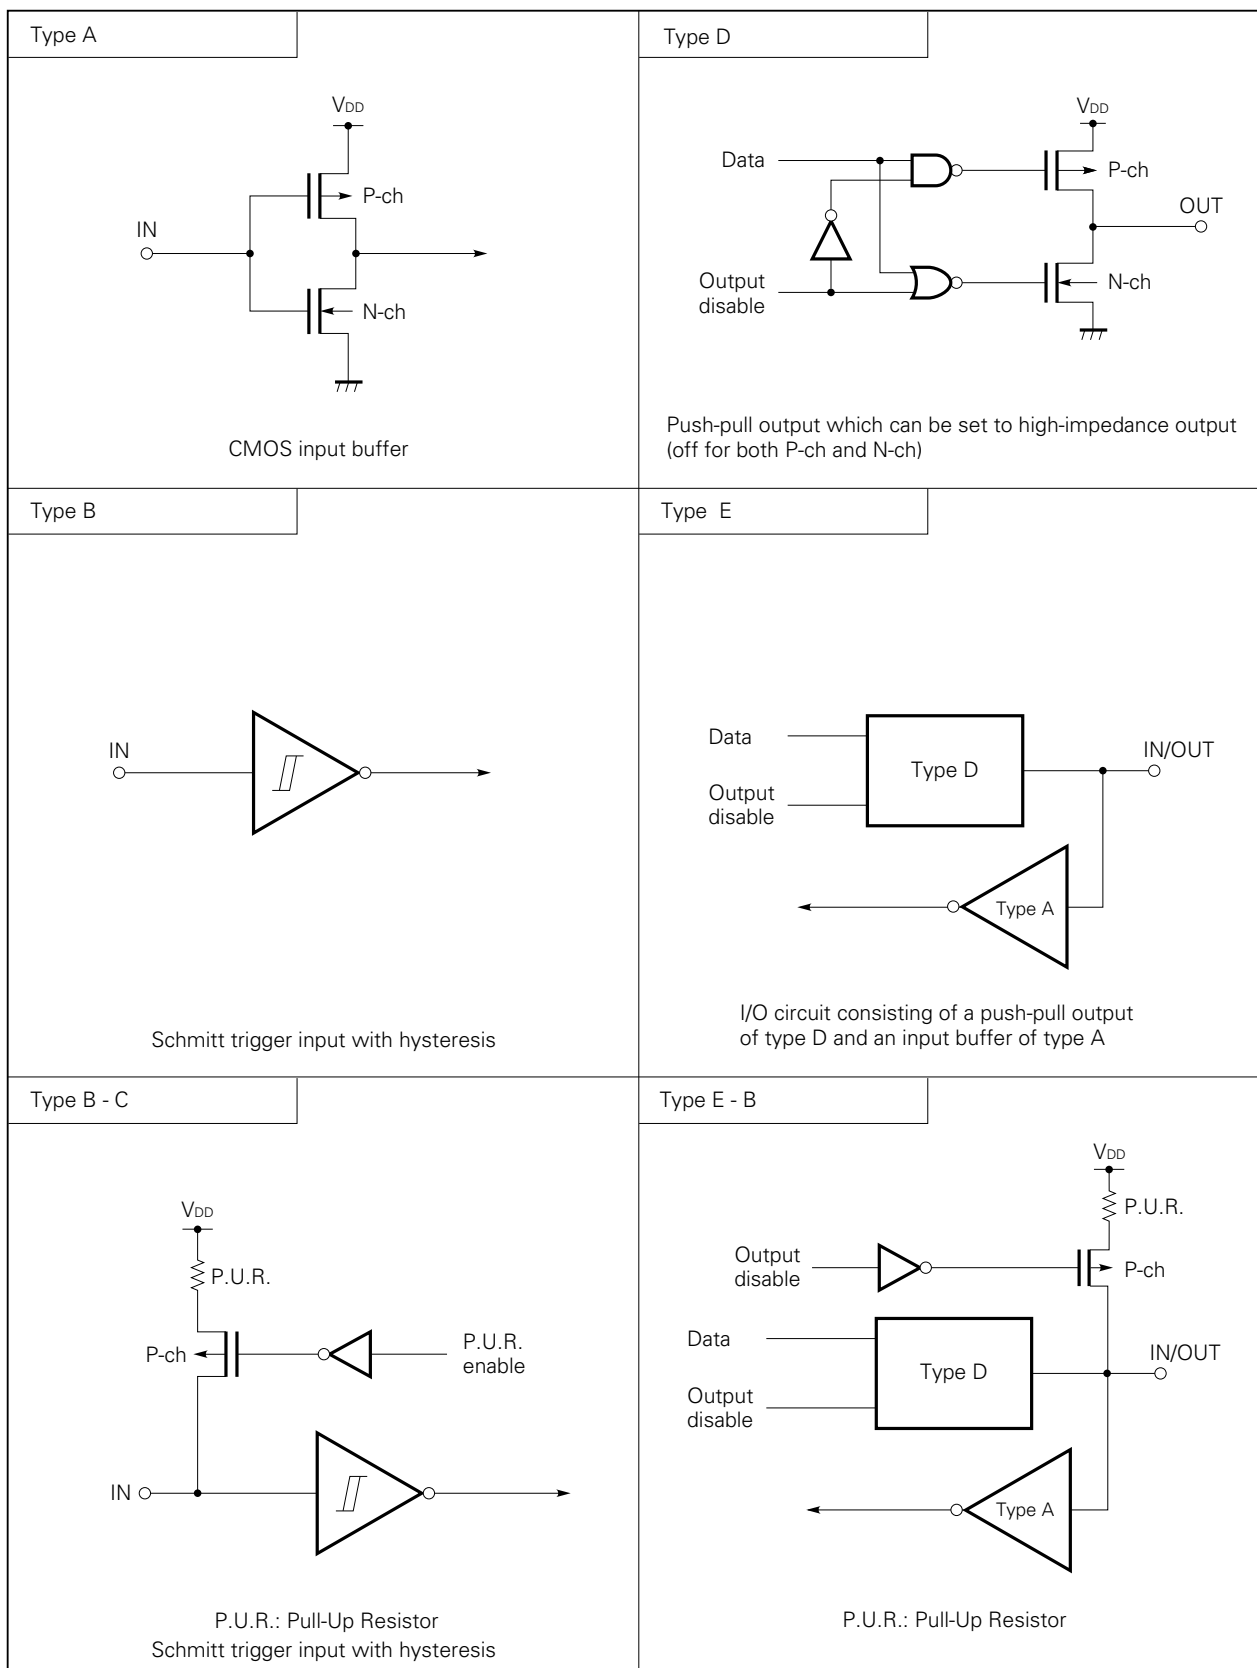 Type A
VDD
P-ch
IN
N-ch
CMOS input buffer
Type D
VDD
Data
P-ch
OUT
Output
disable
N-ch
Push-pull output which can be set to high-impedance output
(off for both P-ch and N-ch)
Type B
IN
Schmitt trigger input with hysteresis
Type E
Data
Type D
IN/OUT
Output
disable
Type A
I/O circuit consisting of a push-pull output
of type D and an input buffer of type A
Type B - C
VDD
P.U.R.
P-ch
P.U.R.
enable
IN
P.U.R.: Pull-Up Resistor
Schmitt trigger input with hysteresis
Type E - B
VDD
P.U.R.
Output
disable
P-ch
Data
Type D
IN/OUT
Output
disable
Type A
P.U.R.: Pull-Up Resistor